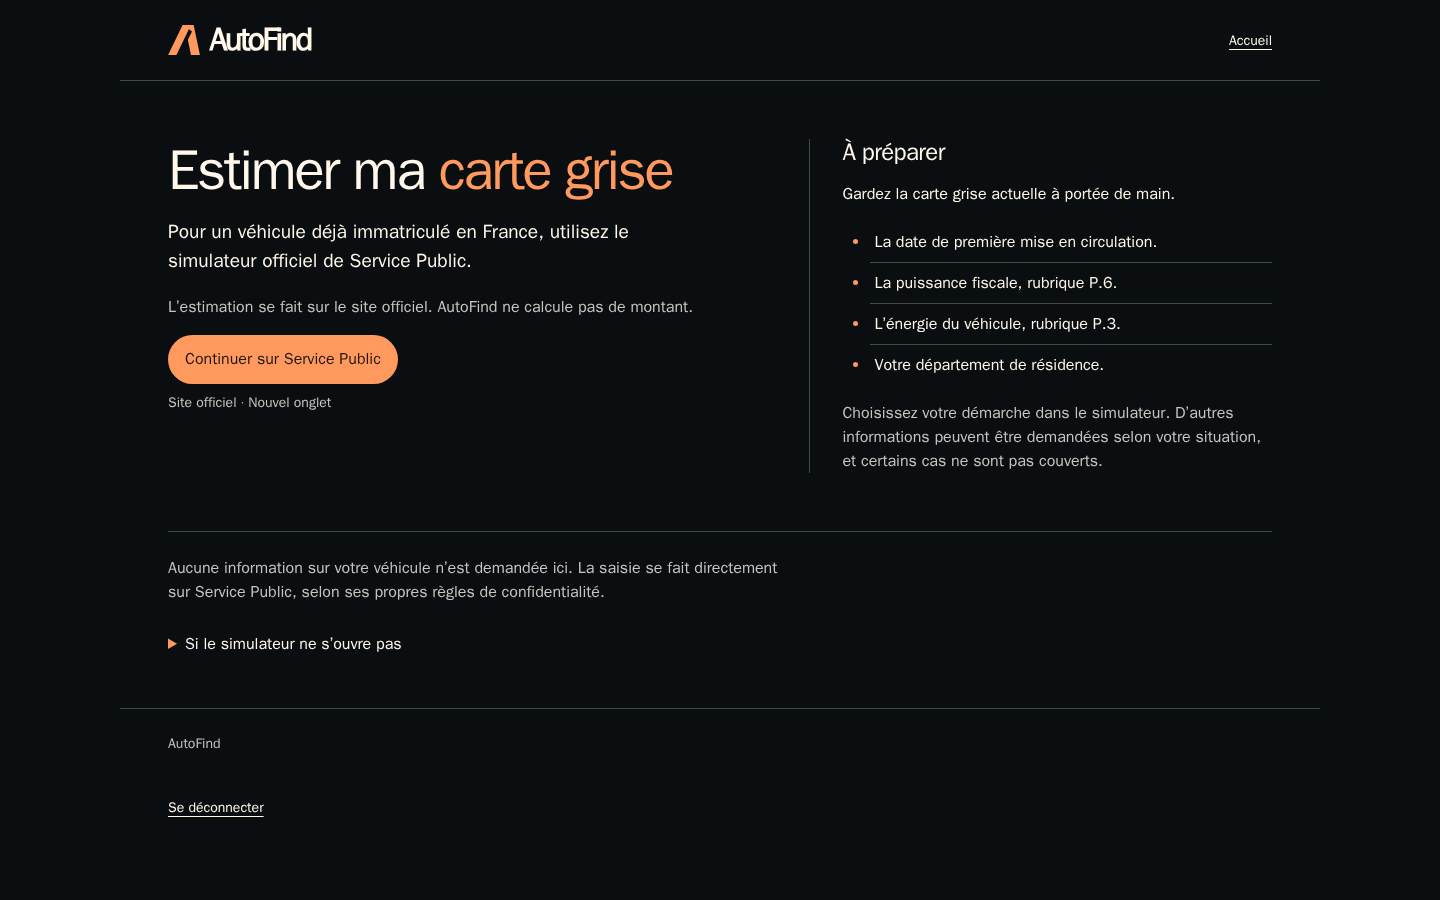 AutoFind
Accueil
Estimer ma carte grise
Pour un véhicule déjà immatriculé en France, utilisez le
simulateur officiel de Service Public.
L’estimation se fait sur le site officiel. AutoFind ne calcule pas de montant.
Continuer sur Service Public
Site officiel · Nouvel onglet
À préparer
Gardez la carte grise actuelle à portée de main.
La date de première mise en circulation.
La puissance fiscale, rubrique P.6.
L’énergie du véhicule, rubrique P.3.
Votre département de résidence.
Choisissez votre démarche dans le simulateur. D’autres
informations peuvent être demandées selon votre situation,
et certains cas ne sont pas couverts.
Aucune information sur votre véhicule n’est demandée ici. La saisie se fait directement
sur Service Public, selon ses propres règles de confidentialité.
Si le simulateur ne s’ouvre pas
AutoFind
Se déconnecter